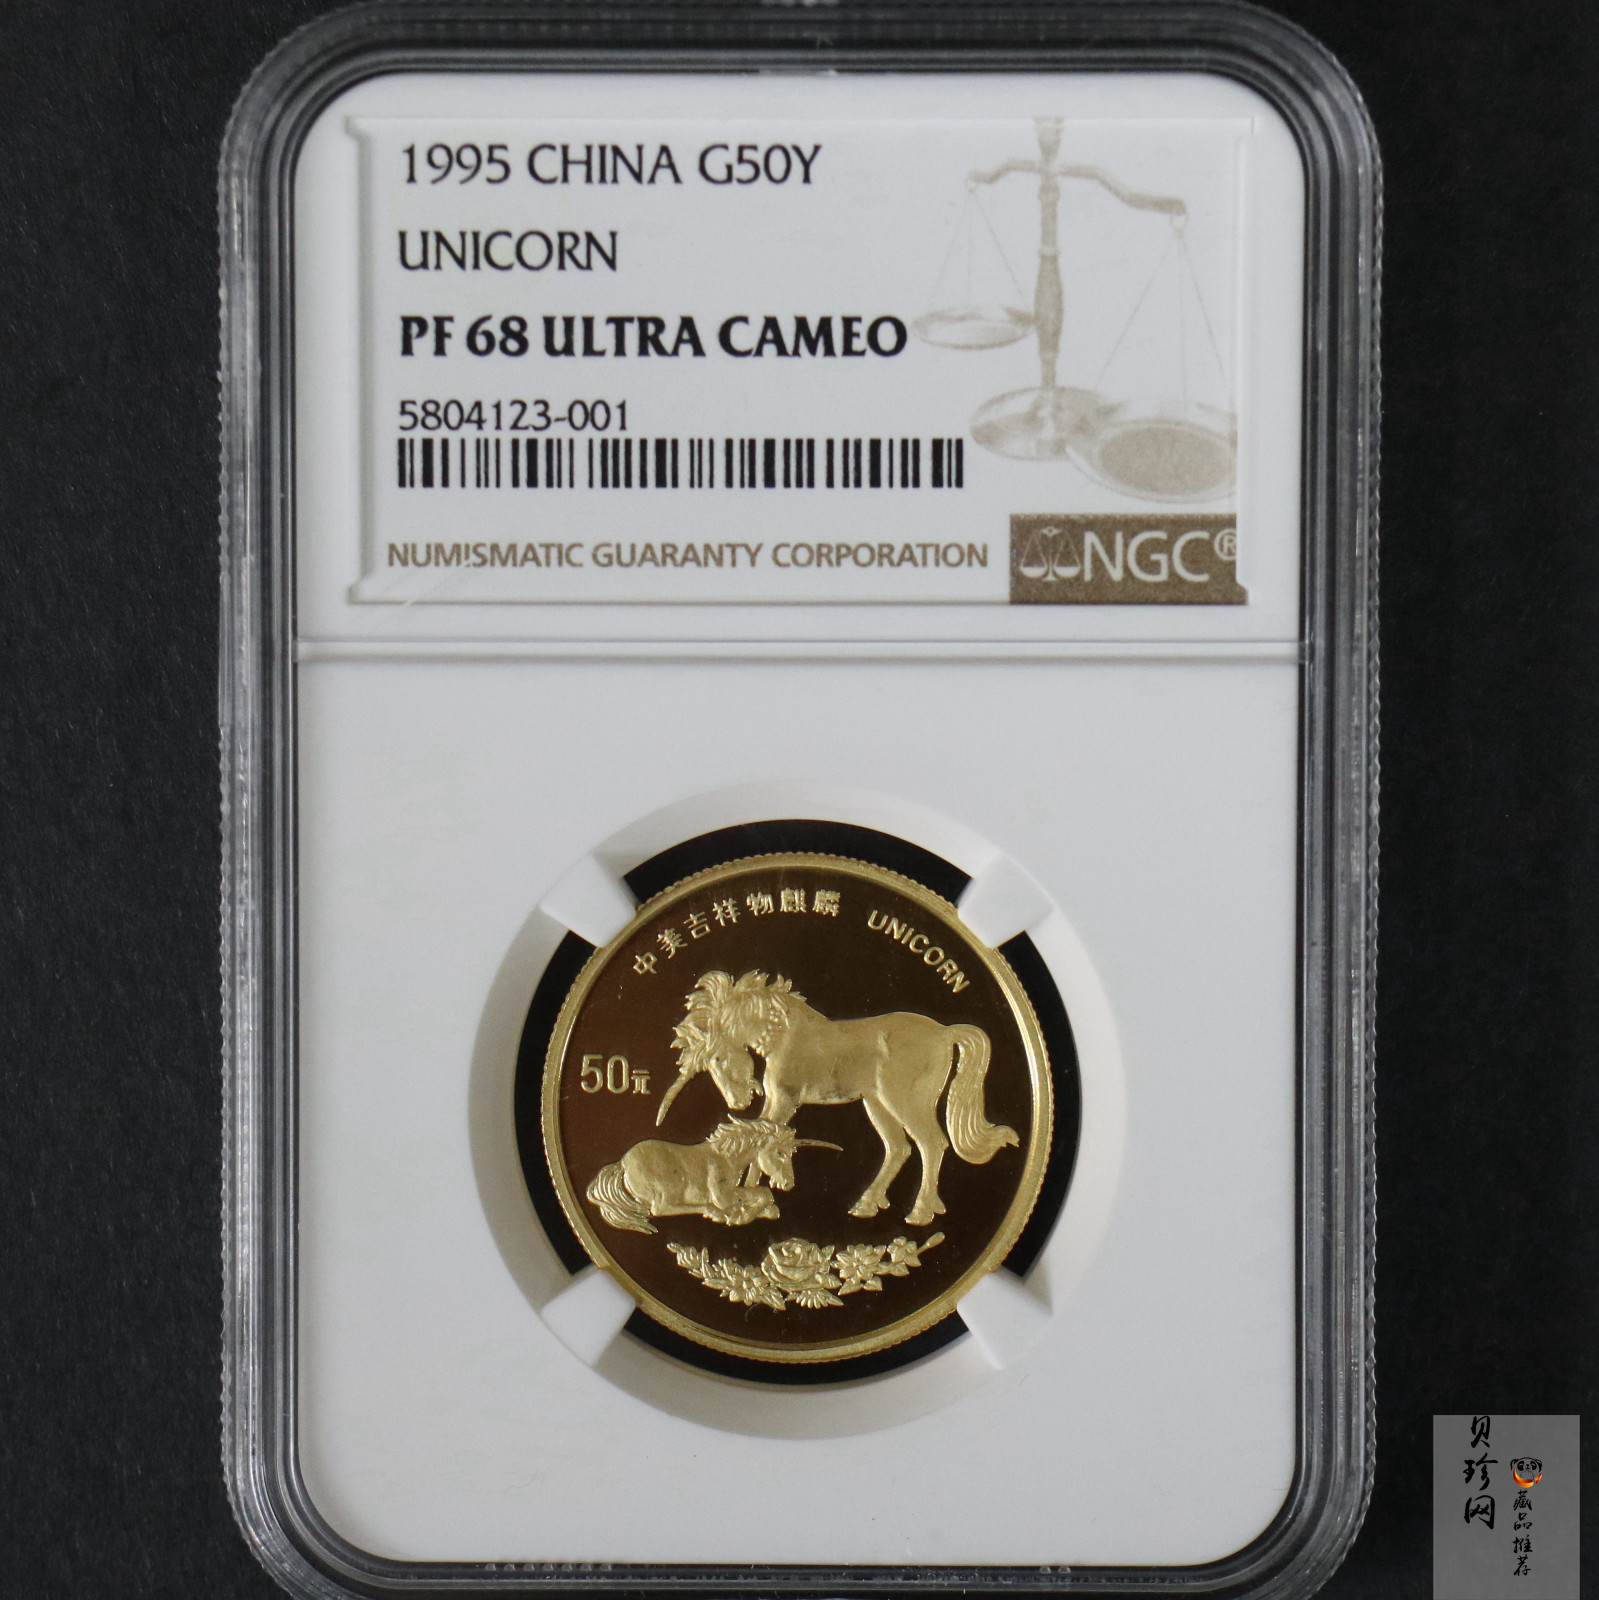 1995 CHINA G50Y
UNICORN
PF 68 ULTRA CAMEO
5804123-001
NUMISMATIC GUARANTY CORPORATION
NGC®
中美吉祥物麒麟 UNICORN
50元
贝珍网
藏品推荐